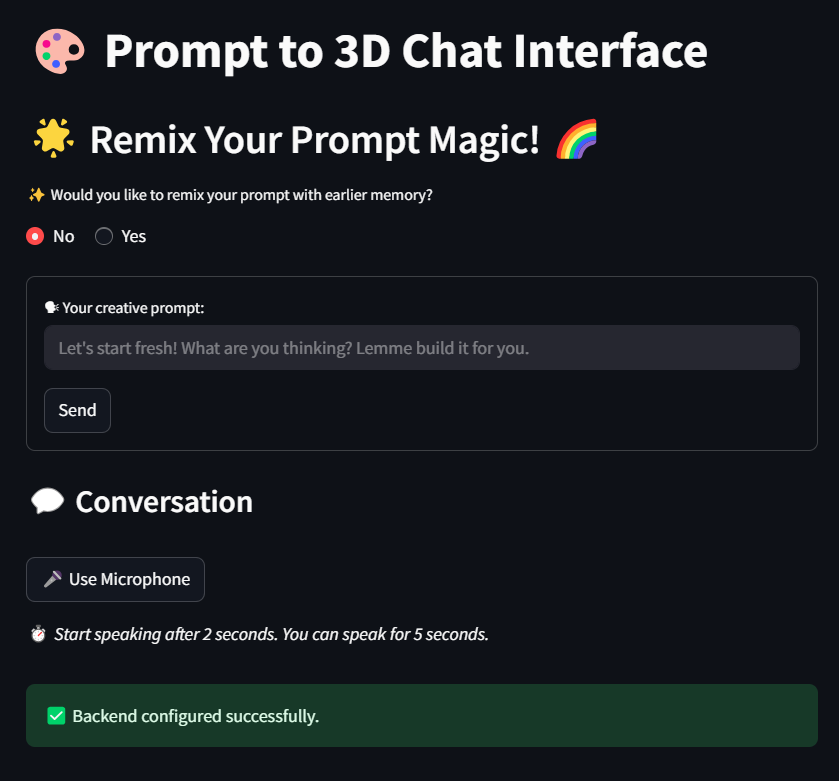 🎨 Prompt to 3D Chat Interface
🌟 Remix Your Prompt Magic! 🌈
✨ Would you like to remix your prompt with earlier memory?
No Yes
🗣️ Your creative prompt:
Let's start fresh! What are you thinking? Lemme build it for you.
Send
💬 Conversation
🎤 Use Microphone
⏱️ Start speaking after 2 seconds. You can speak for 5 seconds.
✅ Backend configured successfully.